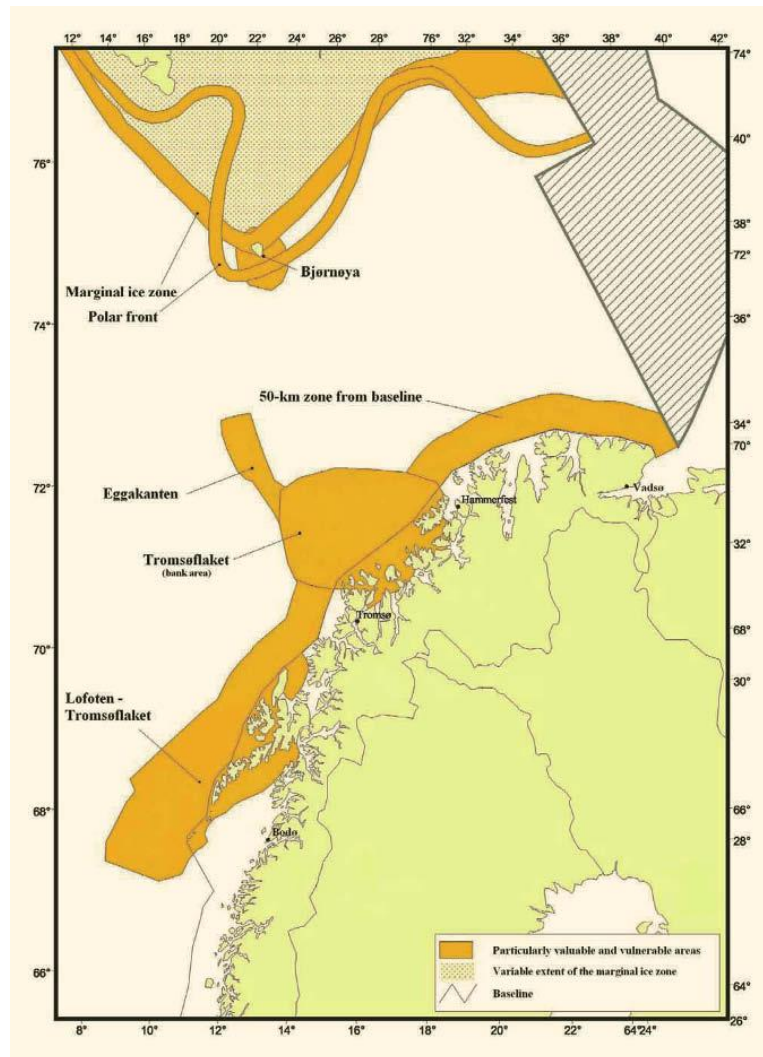 12° 14° 16° 18° 20° 22° 24° 26° 28° 76° 32° 34° 36° 38° 40° 42°
74°
76°
40°
38°
72°
Bjørnøya
Marginal ice zone
Polar front
74°
36°
50-km zone from baseline
34°
70°
Eggakanten
72°
Vadsø
Hammerfest
Tromsøflaket
(bank area)
32°
Tromsø
68°
70°
30°
Lofoten -
Tromsøflaket
68°
66°
Bodø
28°
Particularly valuable and vulnerable areas
Variable extent of the marginal ice zone
Baseline
66°
64°
26°
8° 10° 12° 14° 16° 18° 20° 22° 64°24°